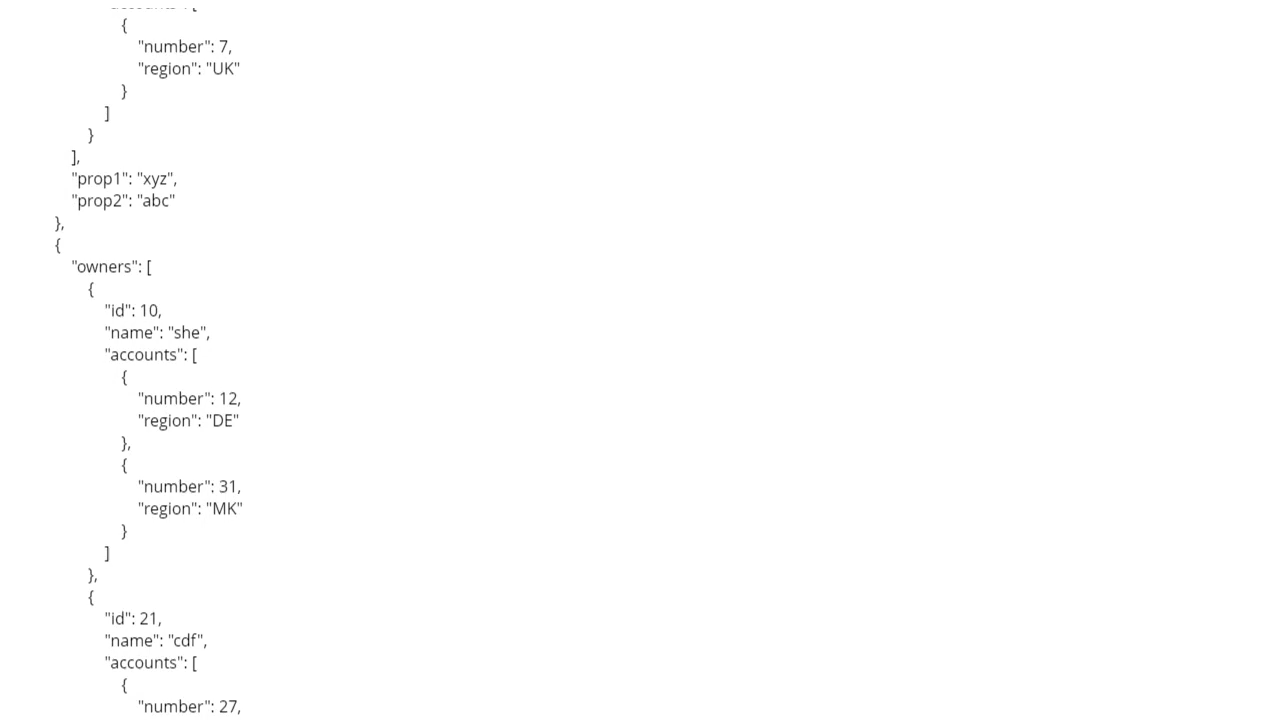 {
"number": 7,
"region": "UK"
}
]
}
],
"prop1": "xyz",
"prop2": "abc"
},
{
"owners": [
{
"id": 10,
"name": "she",
"accounts": [
{
"number": 12,
"region": "DE"
},
{
"number": 31,
"region": "MK"
}
]
},
{
"id": 21,
"name": "cdf",
"accounts": [
{
"number": 27,